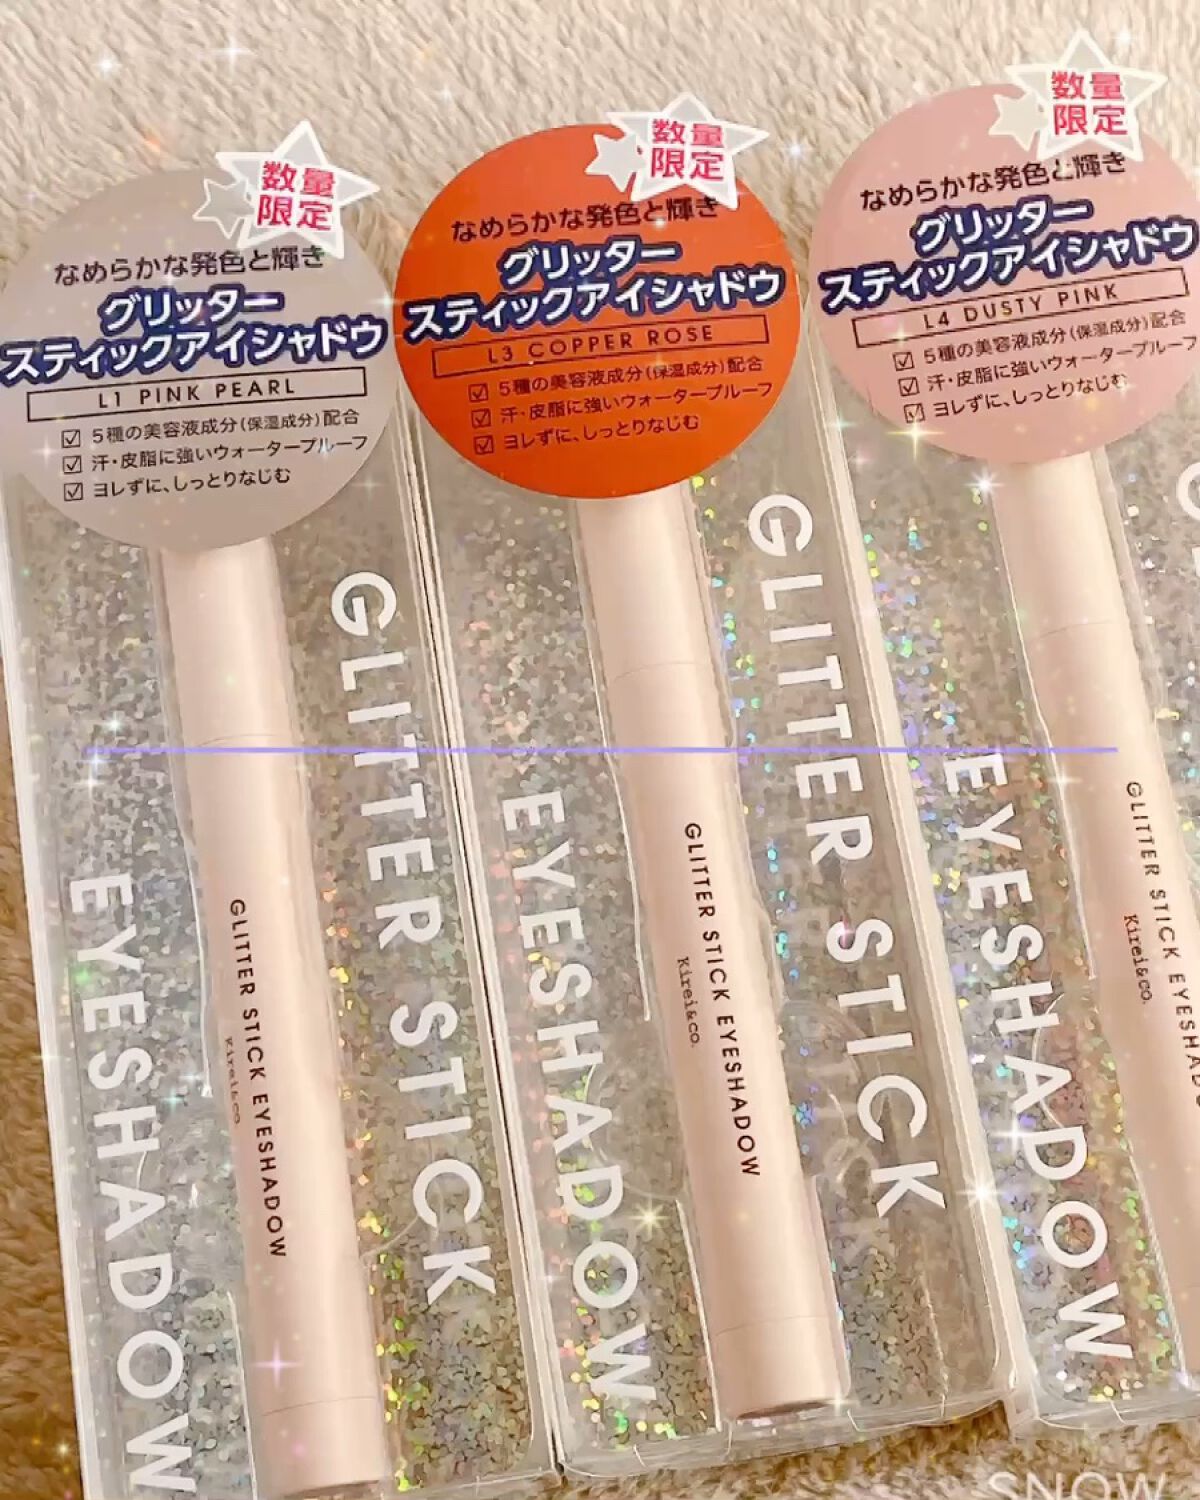 数量
限定
なめらかな発色と輝き
グリッター
スティックアイシャドウ
L1 PINK PEARL
5種の美容液成分(保湿成分)配合
汗・皮脂に強いウォータープルーフ
ヨレずに、しっとりなじむ
GLITTER STICK
EYESHADOW
GLITTER STICK EYESHADOW
Kirei&co.
数量
限定
なめらかな発色と輝き
グリッター
スティックアイシャドウ
L3 COPPER ROSE
5種の美容液成分(保湿成分)配合
汗・皮脂に強いウォータープルーフ
ヨレずに、しっとりなじむ
GLITTER STICK
EYESHADOW
GLITTER STICK EYESHADOW
Kirei&co.
数量
限定
なめらかな発色と輝き
グリッター
スティックアイシャドウ
L4 DUSTY PINK
5種の美容液成分(保湿成分)配合
汗・皮脂に強いウォータープルーフ
ヨレずに、しっとりなじむ
EYESHADOW
GLITTER STICK EYESHADO
Kirei&co.
SNOW